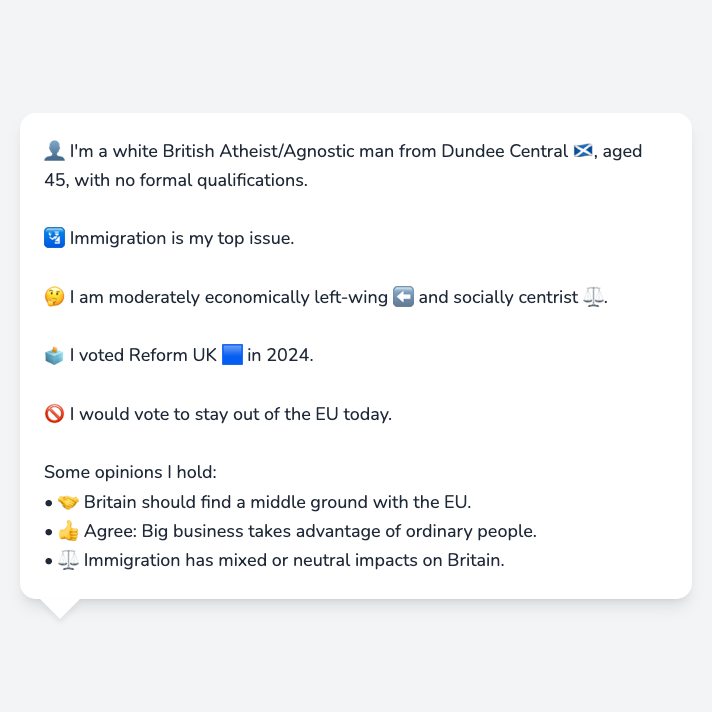 👤 I'm a white British Atheist/Agnostic man from Dundee Central 🏴󠁧󠁢󠁳󠁣󠁴󠁿, aged
45, with no formal qualifications.
🛂 Immigration is my top issue.
🤔 I am moderately economically left-wing ⬅️ and socially centrist ⚖️.
🗳️ I voted Reform UK 🟦 in 2024.
🚫 I would vote to stay out of the EU today.
Some opinions I hold:
• 🤝 Britain should find a middle ground with the EU.
• 👍 Agree: Big business takes advantage of ordinary people.
• ⚖️ Immigration has mixed or neutral impacts on Britain.